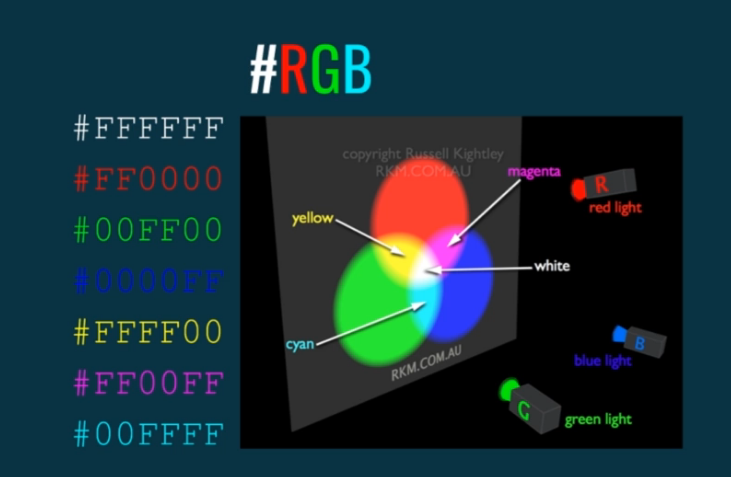 #RGB
#FFFFFF
#FF0000
#00FF00
#0000FF
#FFFF00
#FF00FF
#00FFFF
copyright Russell Kightley
RKM.COM.AU
magenta
R
red light
yellow
white
cyan
B
blue light
RKM.COM.AU
G
green light